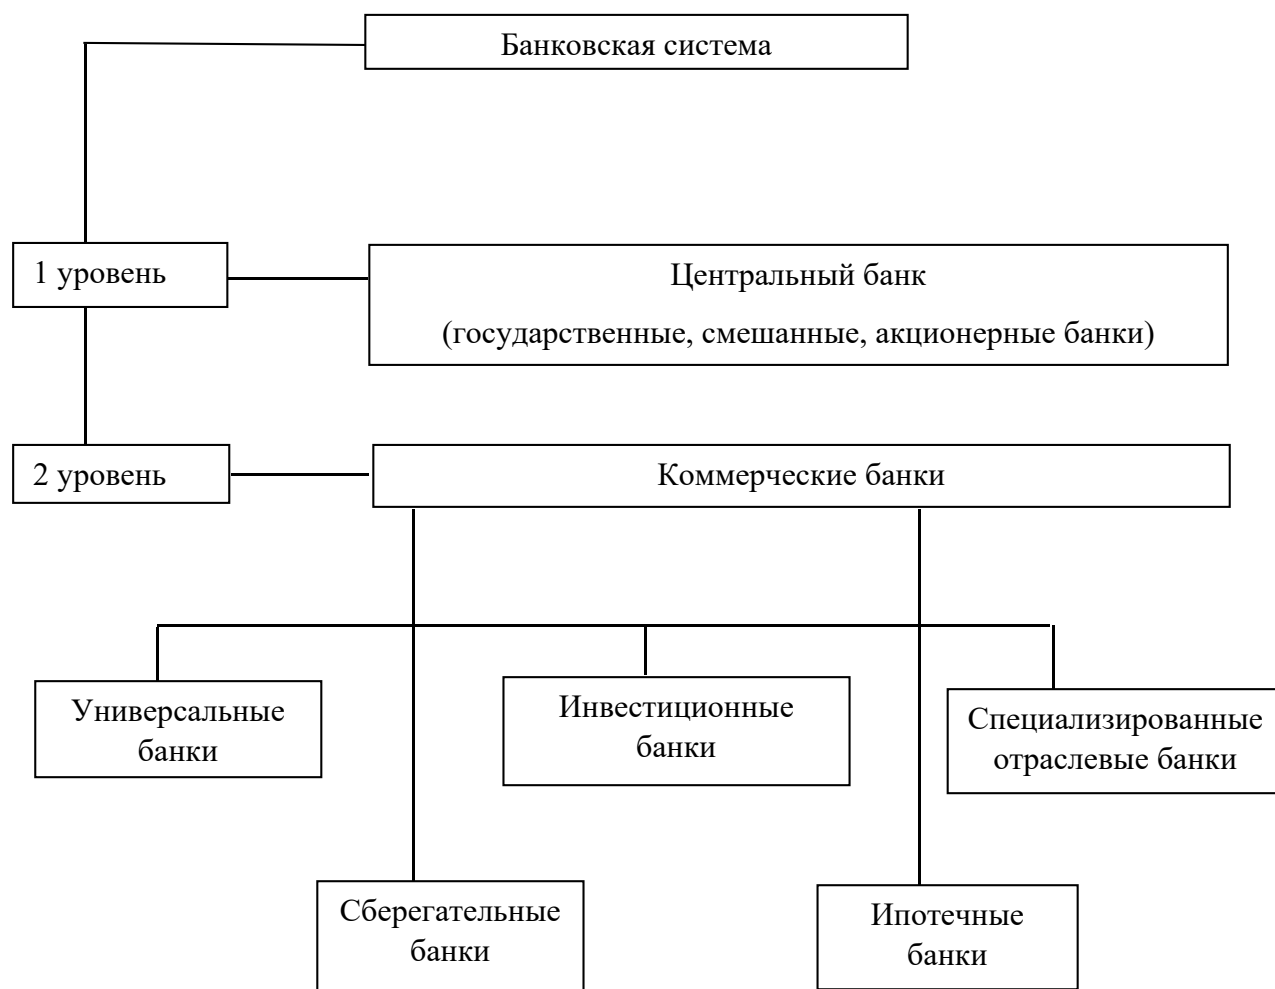 Банковская система
1 уровень
Центральный банк
(государственные, смешанные, акционерные банки)
2 уровень
Коммерческие банки
Универсальные
банки
Инвестиционные
банки
Специализированные
отраслевые банки
Сберегательные
банки
Ипотечные
банки